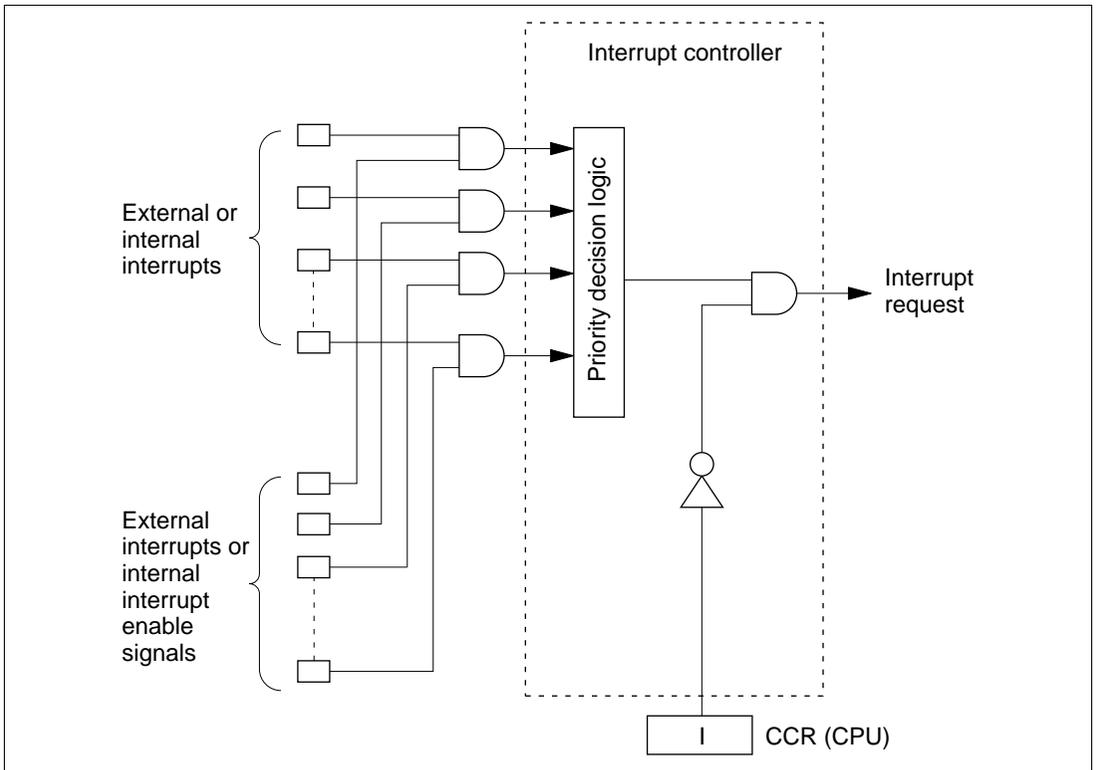 Interrupt controller
External or
internal
interrupts
Priority decision logic
Interrupt
request
External
interrupts or
internal
interrupt
enable
signals
I
CCR (CPU)